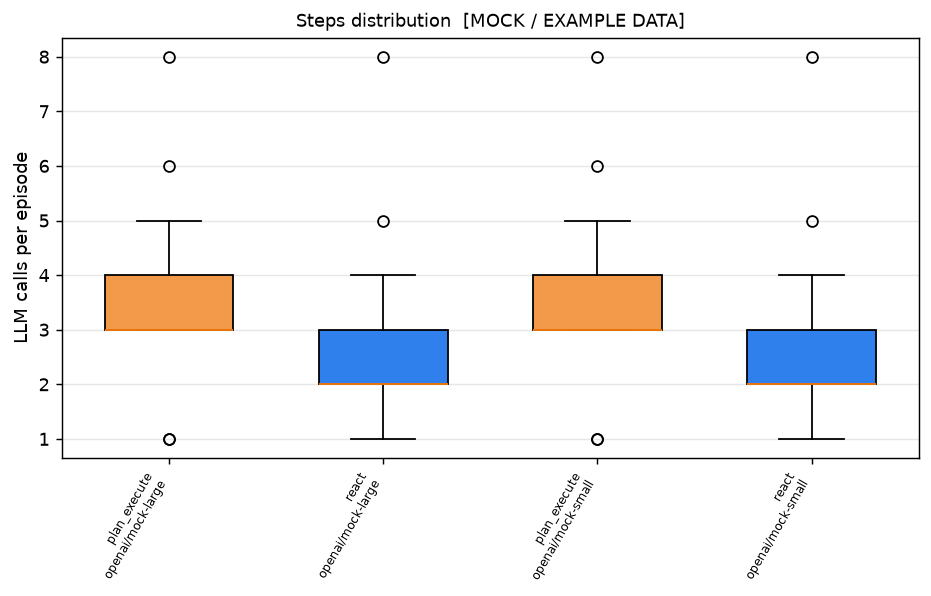 Steps distribution  [MOCK / EXAMPLE DATA]
LLM calls per episode
8
7
6
5
4
3
2
1
plan_execute
openai/mock-large
react
openai/mock-large
plan_execute
openai/mock-small
react
openai/mock-small